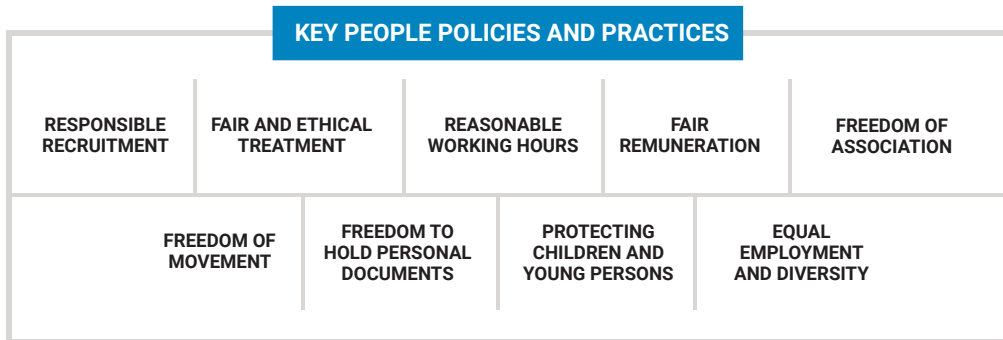 KEY PEOPLE POLICIES AND PRACTICES
RESPONSIBLE
RECRUITMENT
FAIR AND ETHICAL
TREATMENT
REASONABLE
WORKING HOURS
FAIR
REMUNERATION
FREEDOM OF
ASSOCIATION
FREEDOM OF
MOVEMENT
FREEDOM TO
HOLD PERSONAL
DOCUMENTS
PROTECTING
CHILDREN AND
YOUNG PERSONS
EQUAL
EMPLOYMENT
AND DIVERSITY